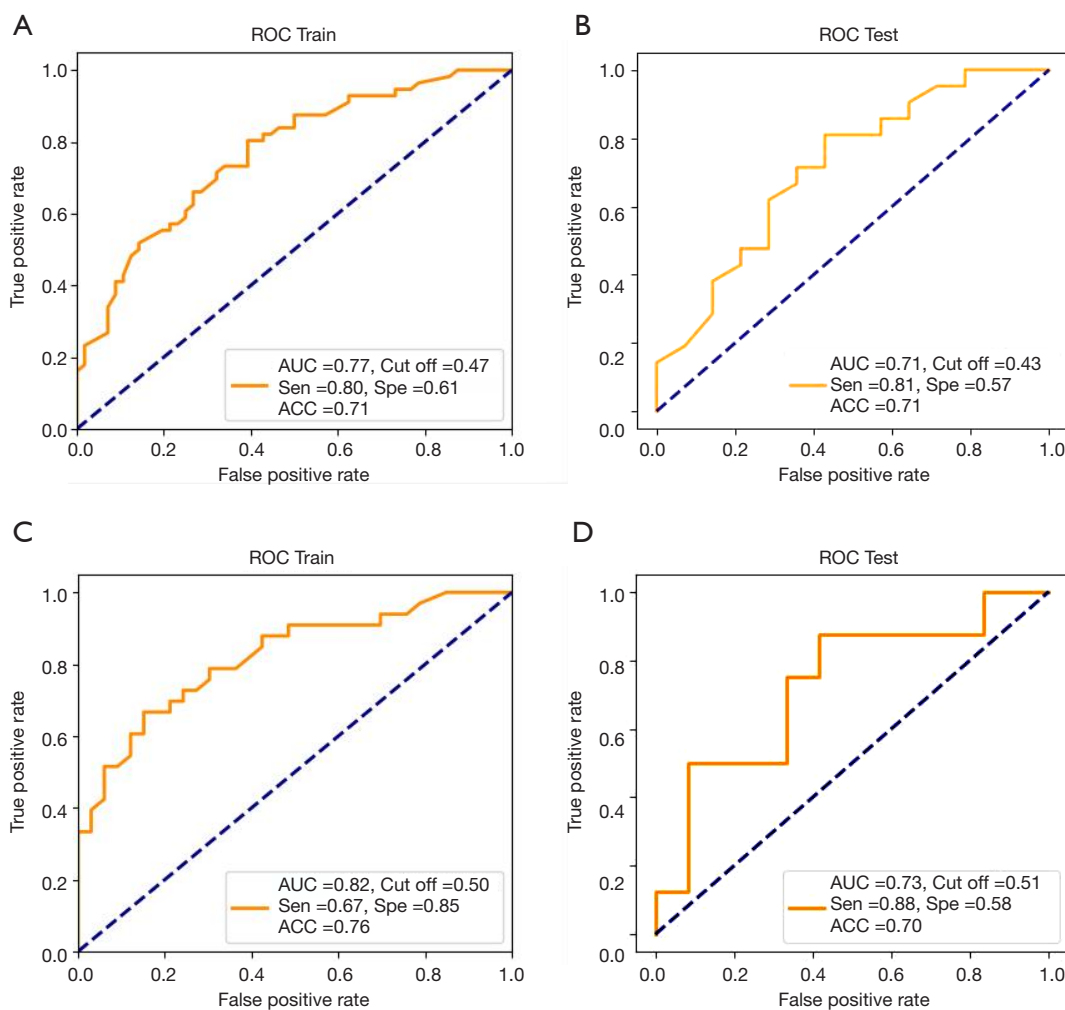 A
ROC Train
True positive rate
1.0
0.8
0.6
0.4
0.2
0.0
AUC =0.77, Cut off =0.47
Sen =0.80, Spe =0.61
ACC =0.71
0.0 0.2 0.4 0.6 0.8 1.0
False positive rate
B
ROC Test
True positive rate
1.0
0.8
0.6
0.4
0.2
0.0
AUC =0.71, Cut off =0.43
Sen =0.81, Spe =0.57
ACC =0.71
0.0 0.2 0.4 0.6 0.8 1.0
False positive rate
C
ROC Train
True positive rate
1.0
0.8
0.6
0.4
0.2
0.0
AUC =0.82, Cut off =0.50
Sen =0.67, Spe =0.85
ACC =0.76
0.0 0.2 0.4 0.6 0.8 1.0
False positive rate
D
ROC Test
True positive rate
1.0
0.8
0.6
0.4
0.2
0.0
AUC =0.73, Cut off =0.51
Sen =0.88, Spe =0.58
ACC =0.70
0.0 0.2 0.4 0.6 0.8 1.0
False positive rate